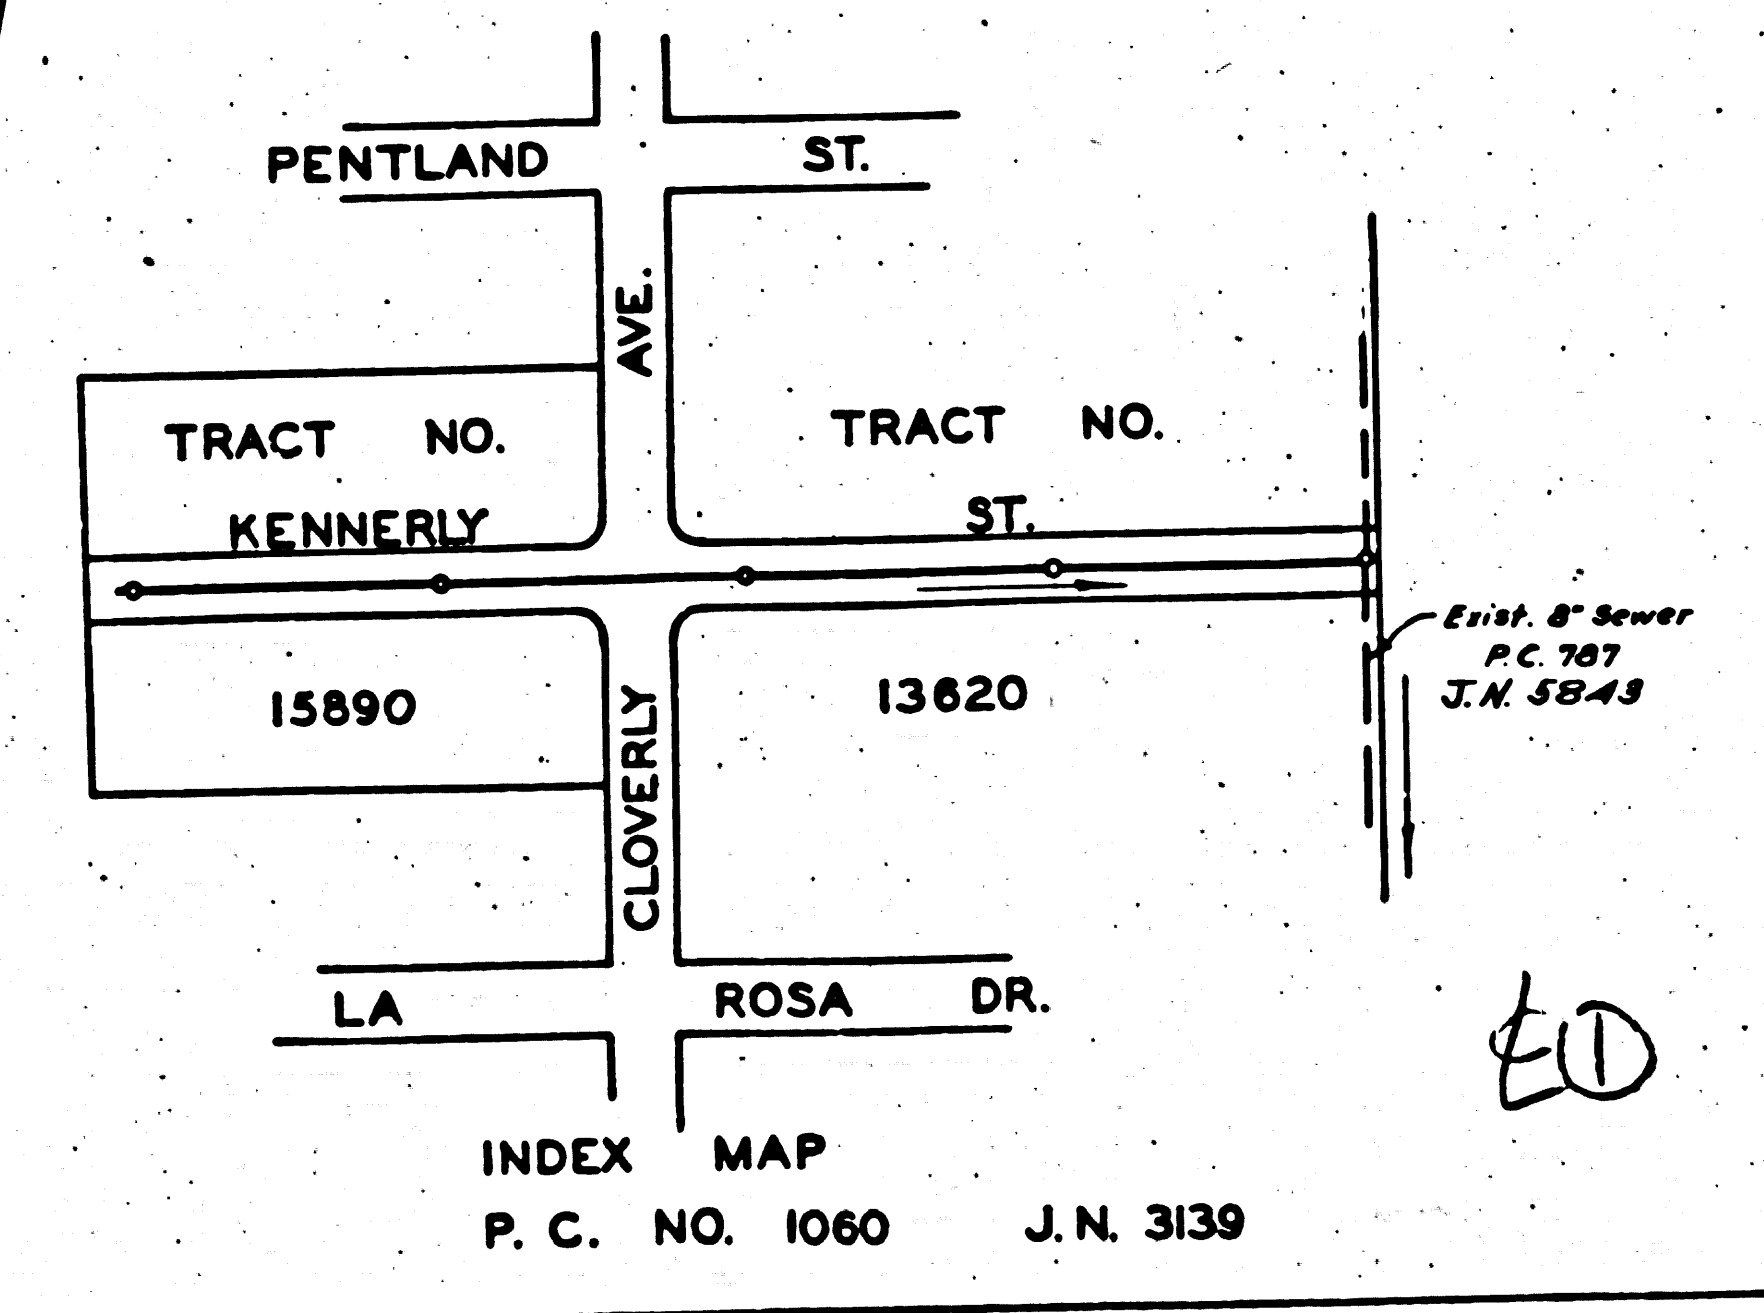 PENTLAND ST.
AVE.
TRACT NO.
TRACT NO.
KENNERLY ST.
Exist. 8" Sewer
P.C. 787
J.N. 5843
15890
13620
CLOVERLY
LA ROSA DR.
1
INDEX MAP
P. C. NO. 1060 J. N. 3139